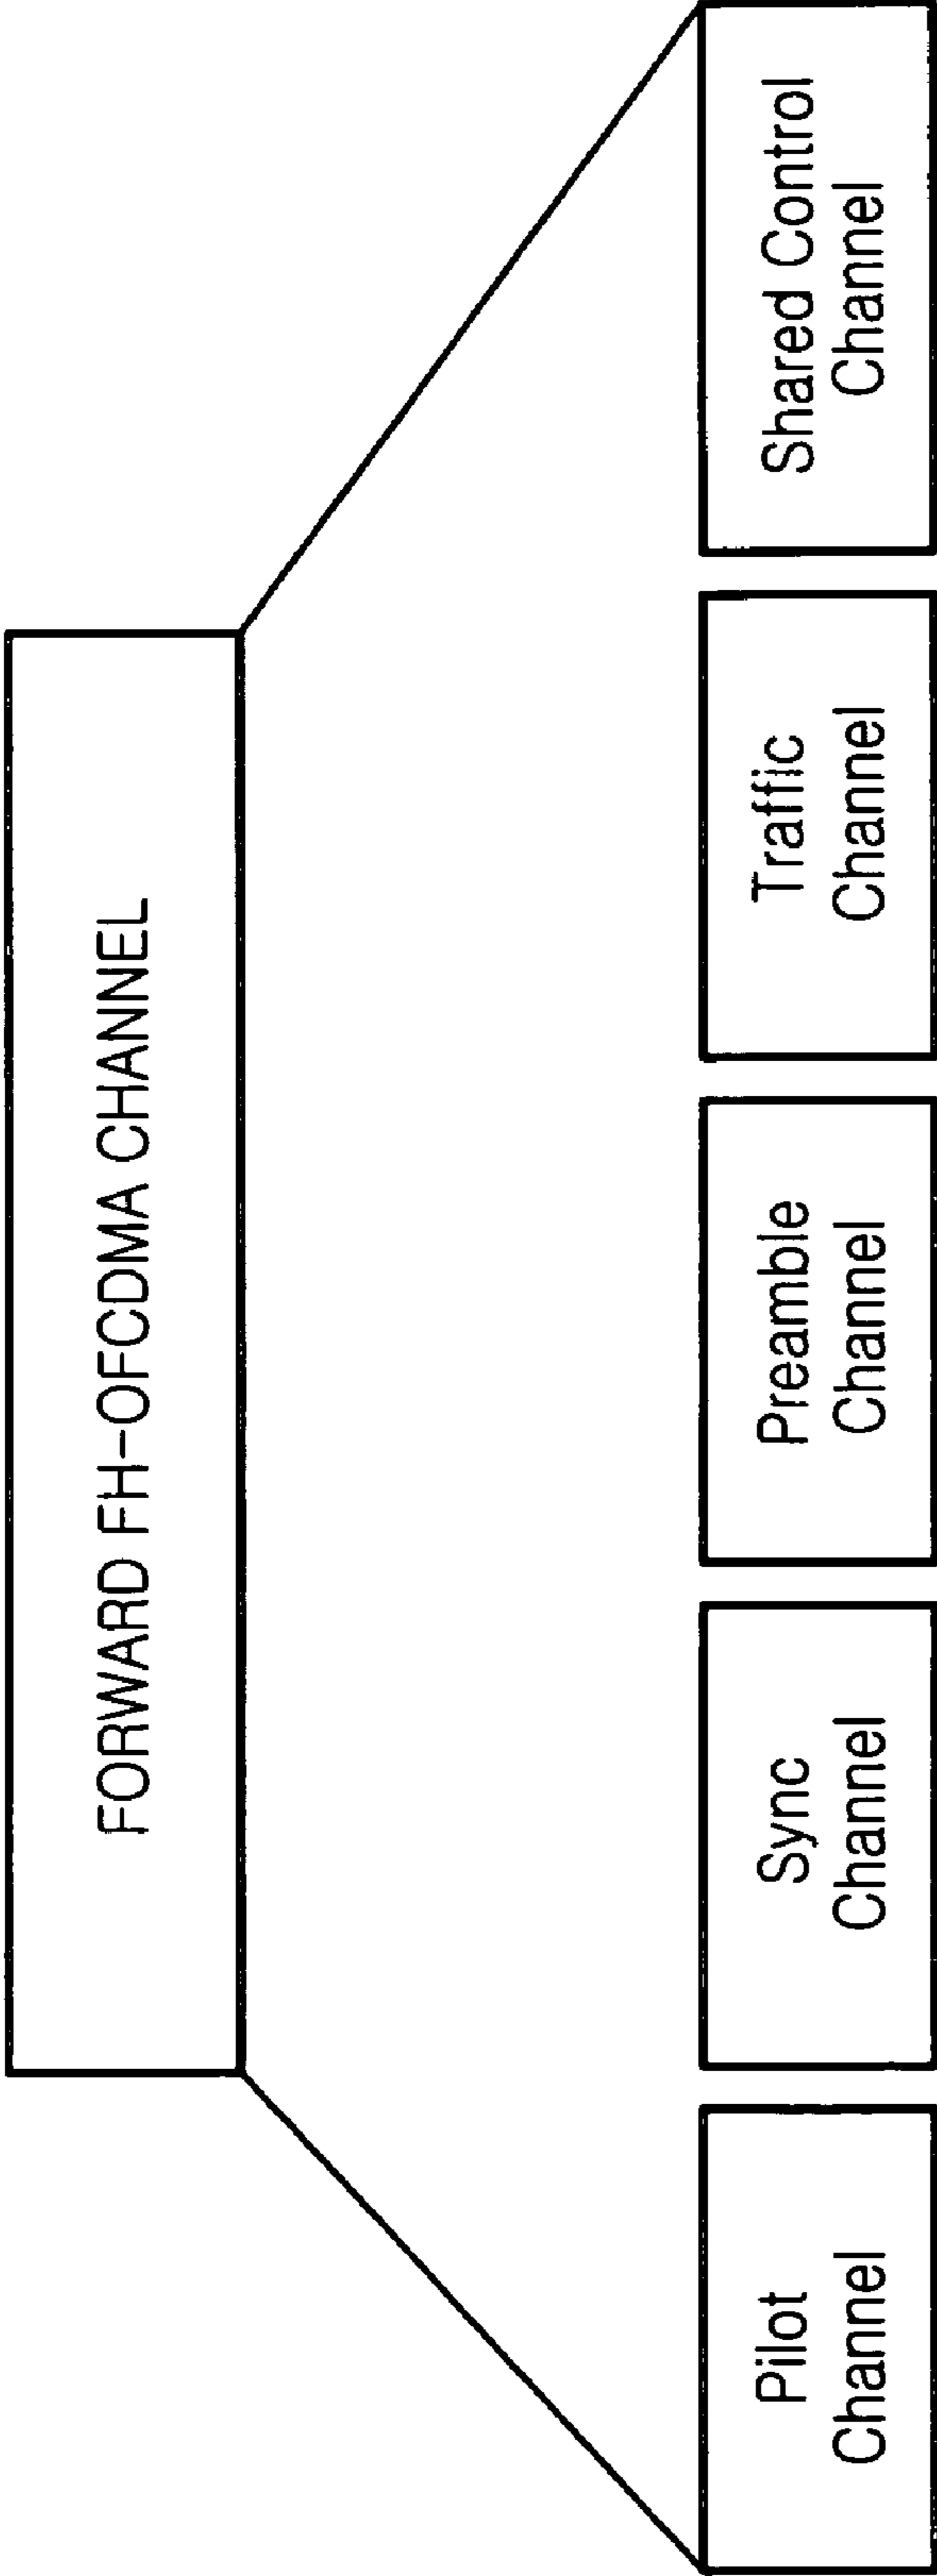 FORWARD FH-OFCDMA CHANNEL
Pilot
Channel
Sync
Channel
Preamble
Channel
Traffic
Channel
Shared Control
Channel